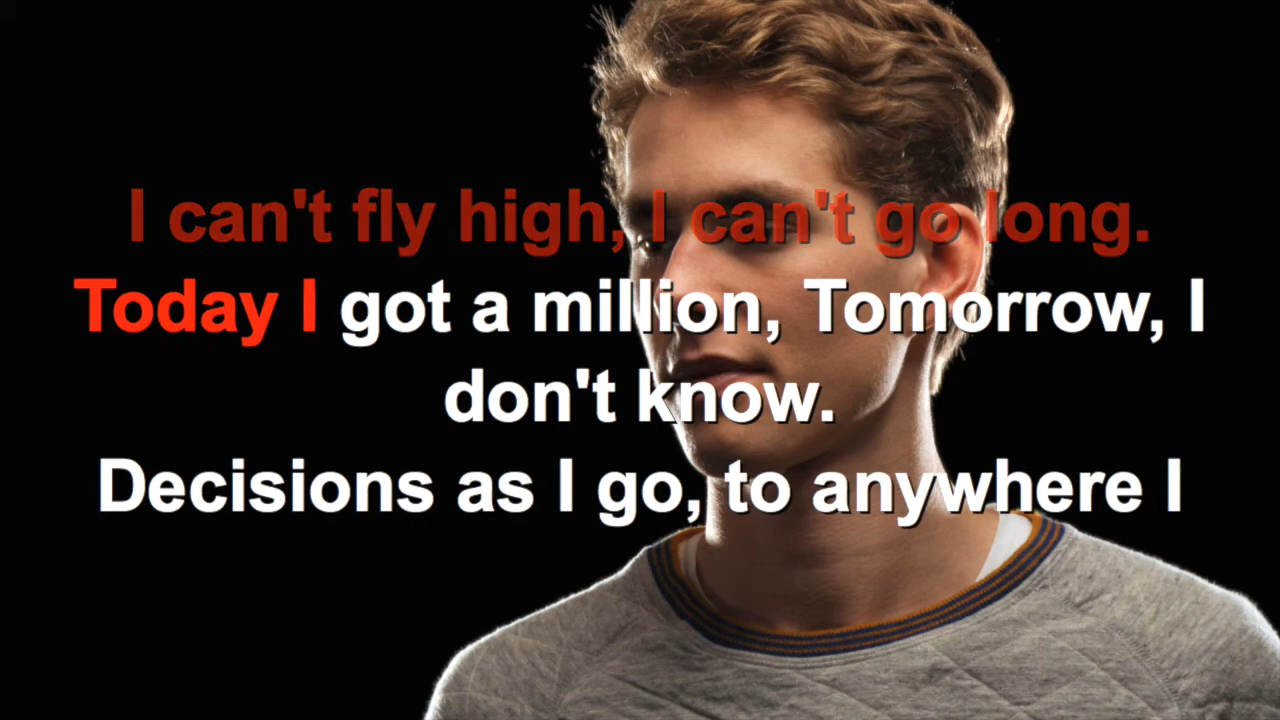 I can't fly high, I can't go long.
Today I got a million, Tomorrow, I
don't know.
Decisions as I go, to anywhere I